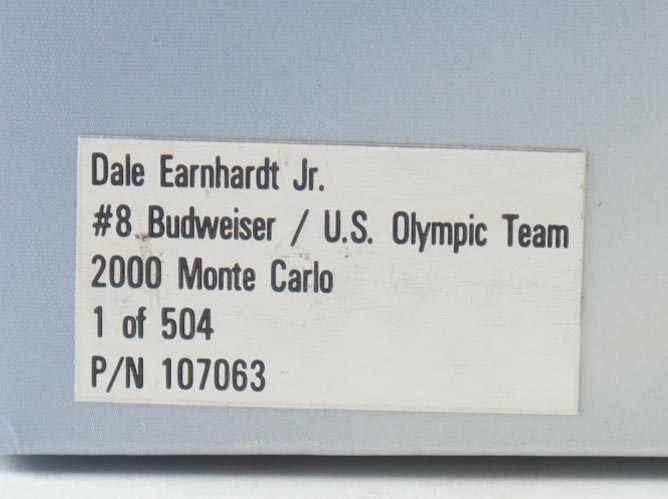 Dale Earnhardt Jr.
#8 Budweiser / U.S. Olympic Team
2000 Monte Carlo
1 of 504
P/N 107063